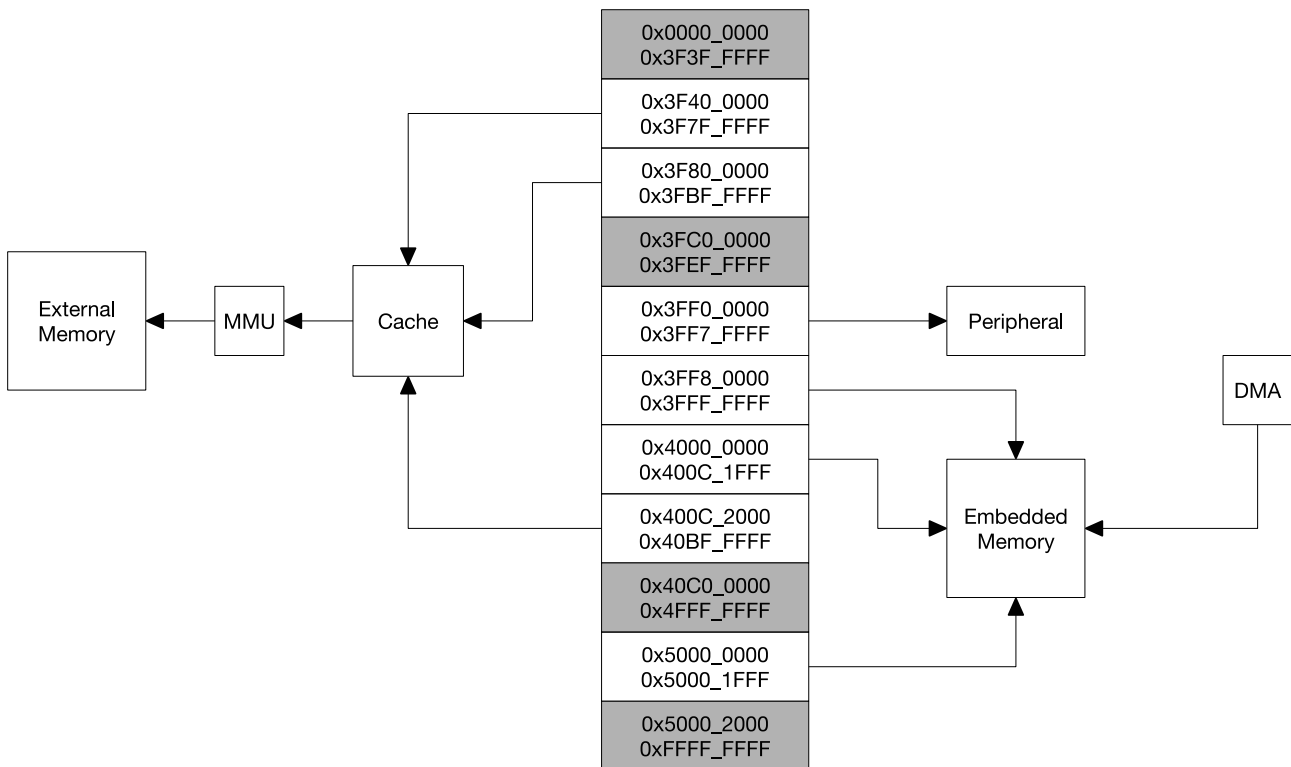 0x0000_0000
0x3F3F_FFFF
0x3F40_0000
0x3F7F_FFFF
0x3F80_0000
0x3FBF_FFFF
0x3FC0_0000
0x3FEF_FFFF
External
Memory
MMU
Cache
0x3FF0_0000
0x3FF7_FFFF
Peripheral
0x3FF8_0000
0x3FFF_FFFF
DMA
0x4000_0000
0x400C_1FFF
0x400C_2000
0x40BF_FFFF
Embedded
Memory
0x40C0_0000
0x4FFF_FFFF
0x5000_0000
0x5000_1FFF
0x5000_2000
0xFFFF_FFFF